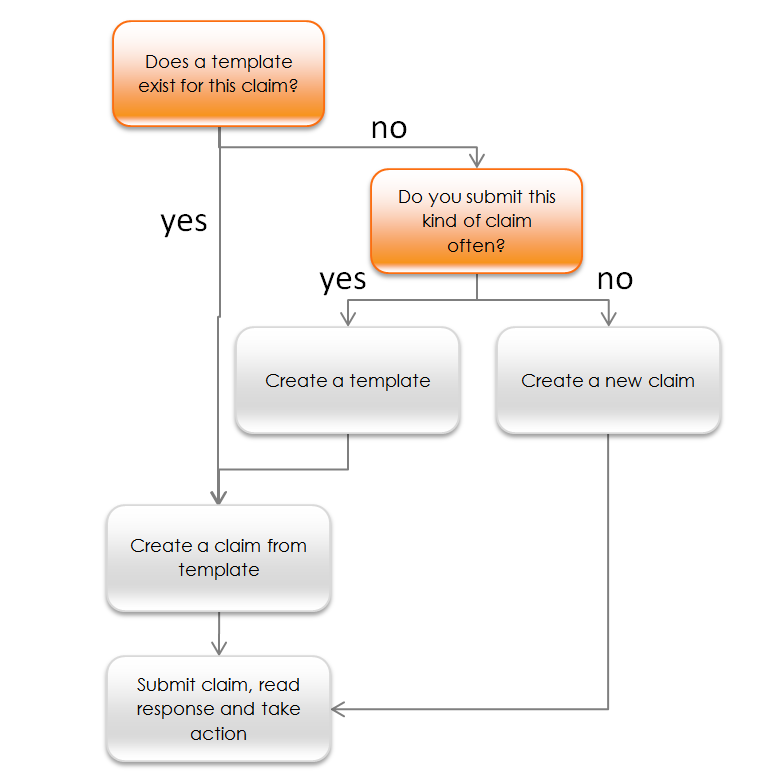 Does a template
exist for this claim?
no
yes
Do you submit this
kind of claim
often?
yes
no
Create a template
Create a new claim
Create a claim from
template
Submit claim, read
response and take
action